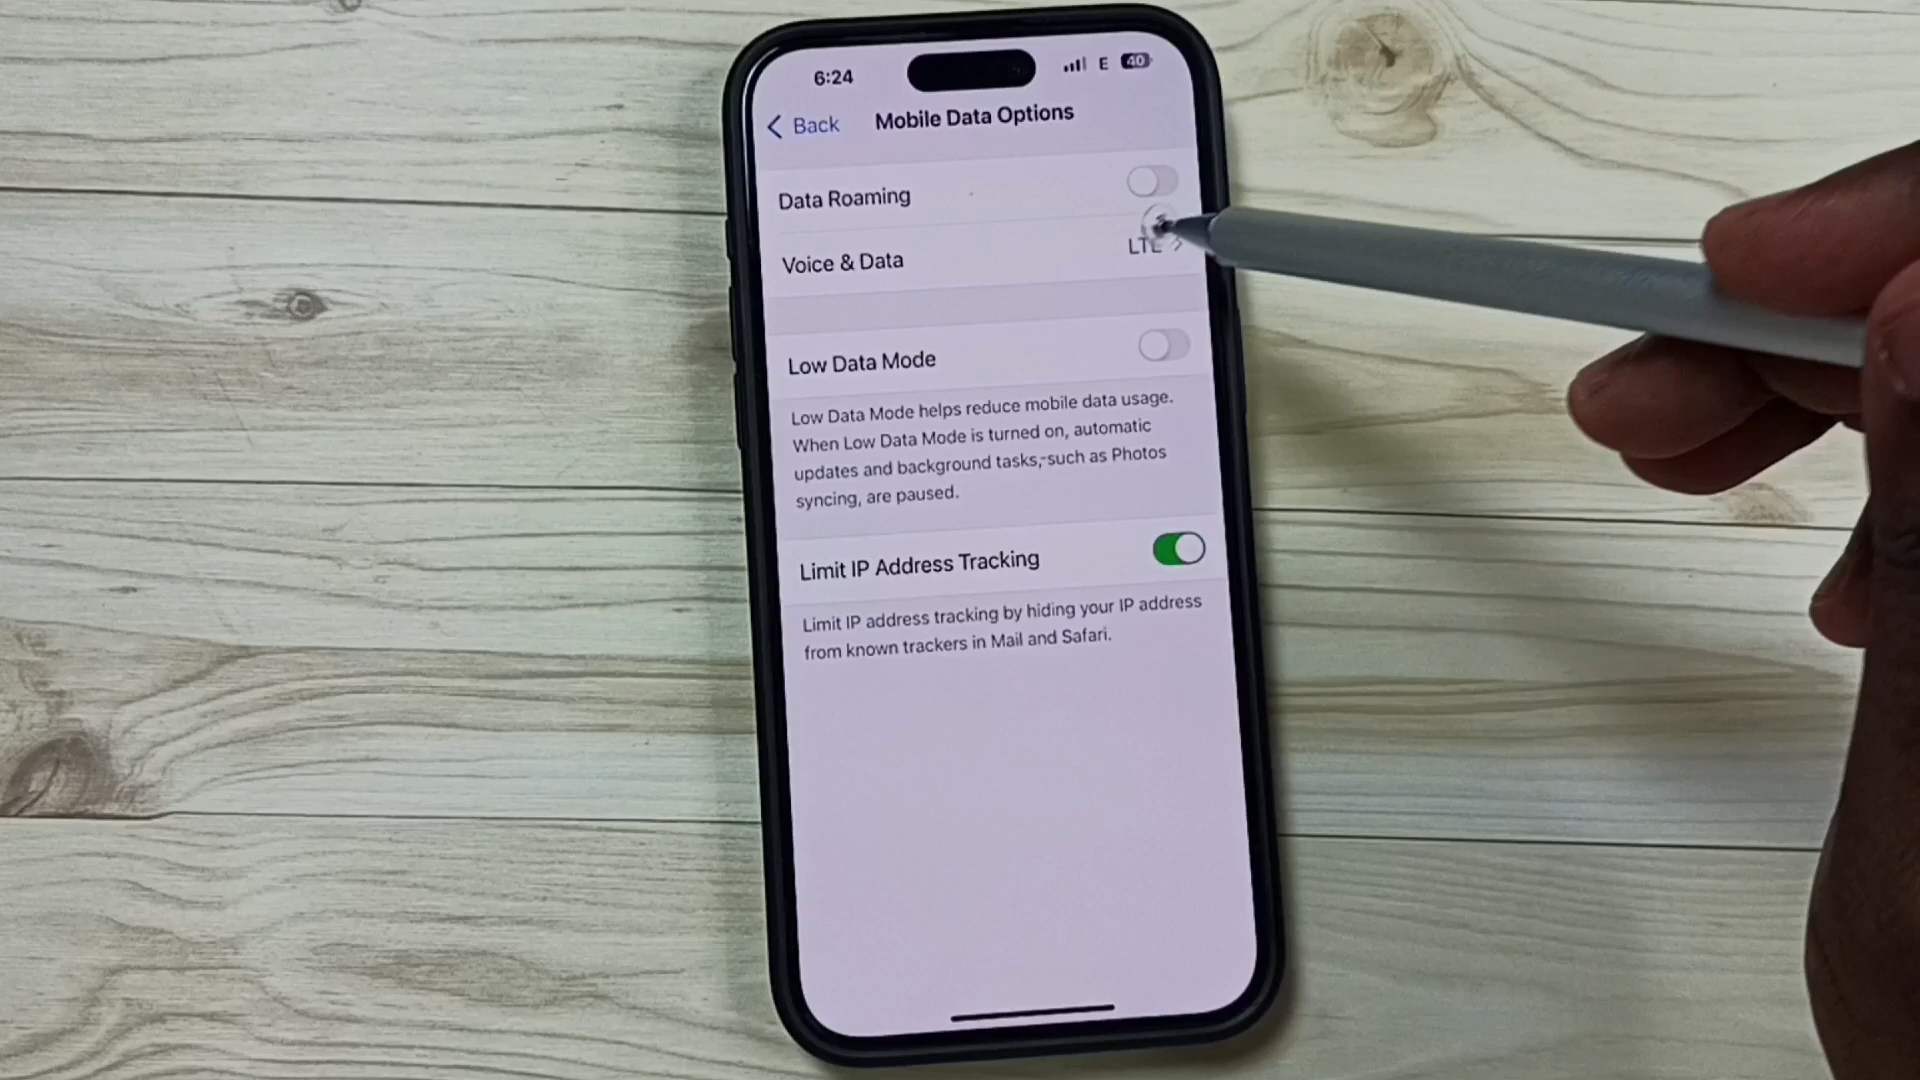 6:24 E 40
Back Mobile Data Options
Data Roaming
Voice & Data LTE
Low Data Mode
Low Data Mode helps reduce mobile data usage.
When Low Data Mode is turned on, automatic
updates and background tasks, such as Photos
syncing, are paused.
Limit IP Address Tracking
Limit IP address tracking by hiding your IP address
from known trackers in Mail and Safari.